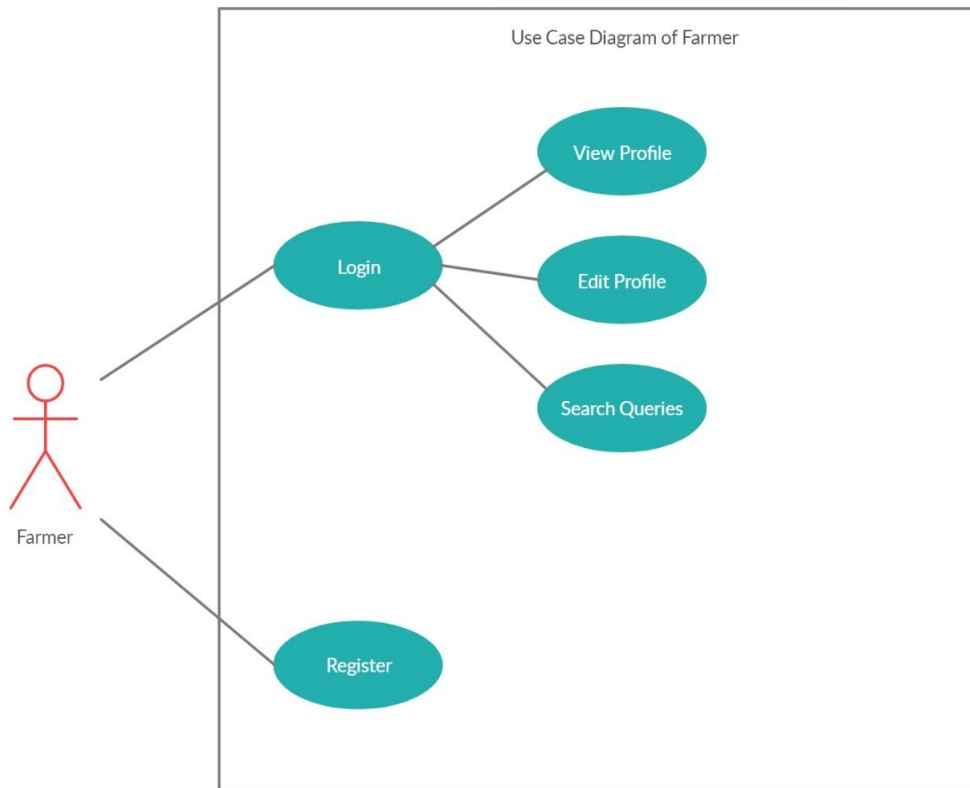 Use Case Diagram of Farmer
View Profile
Login
Edit Profile
Search Queries
Farmer
Register